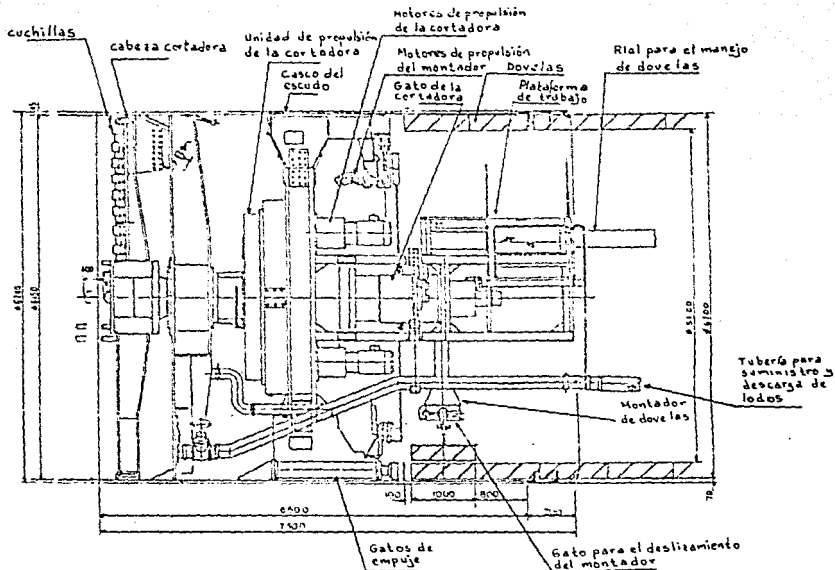 cuchillas
cabeza cortadora
Unidad de propulsión
de la cortadora
Casco del
escudo
Motores de propulsión
de la cortadora
Motores de propulsión
del montador
Gato de la
cortadora
Dovelas
Plataforma
de trabajo
Rial para el manejo
de dovelas
Tubería para
suministro y
descarga de
lodos
Montador
de dovelas
1000
800
7500
Gatos de
empuje
Gato para el deslizamiento
del montador